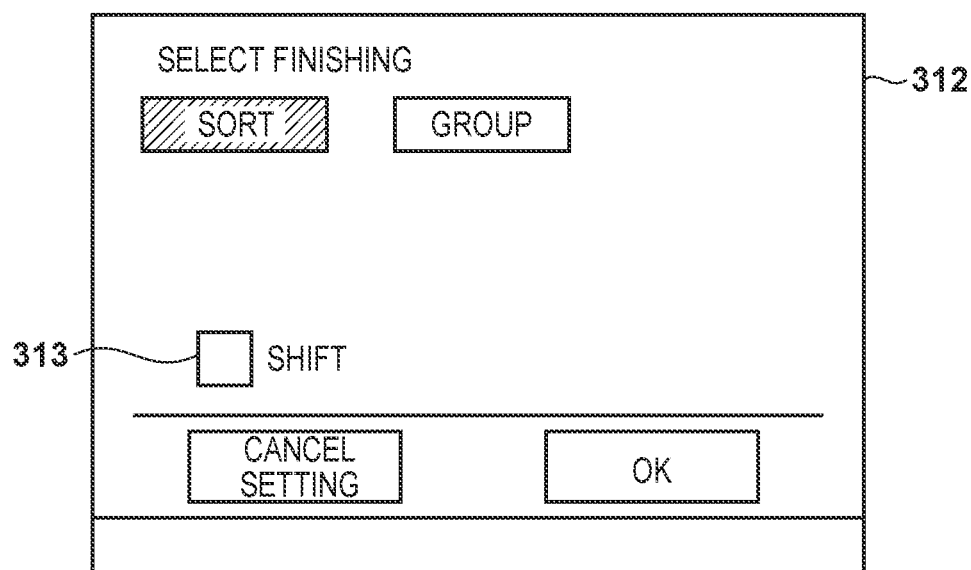 SELECT FINISHING
312
SORT
GROUP
313
SHIFT
CANCEL
SETTING
OK